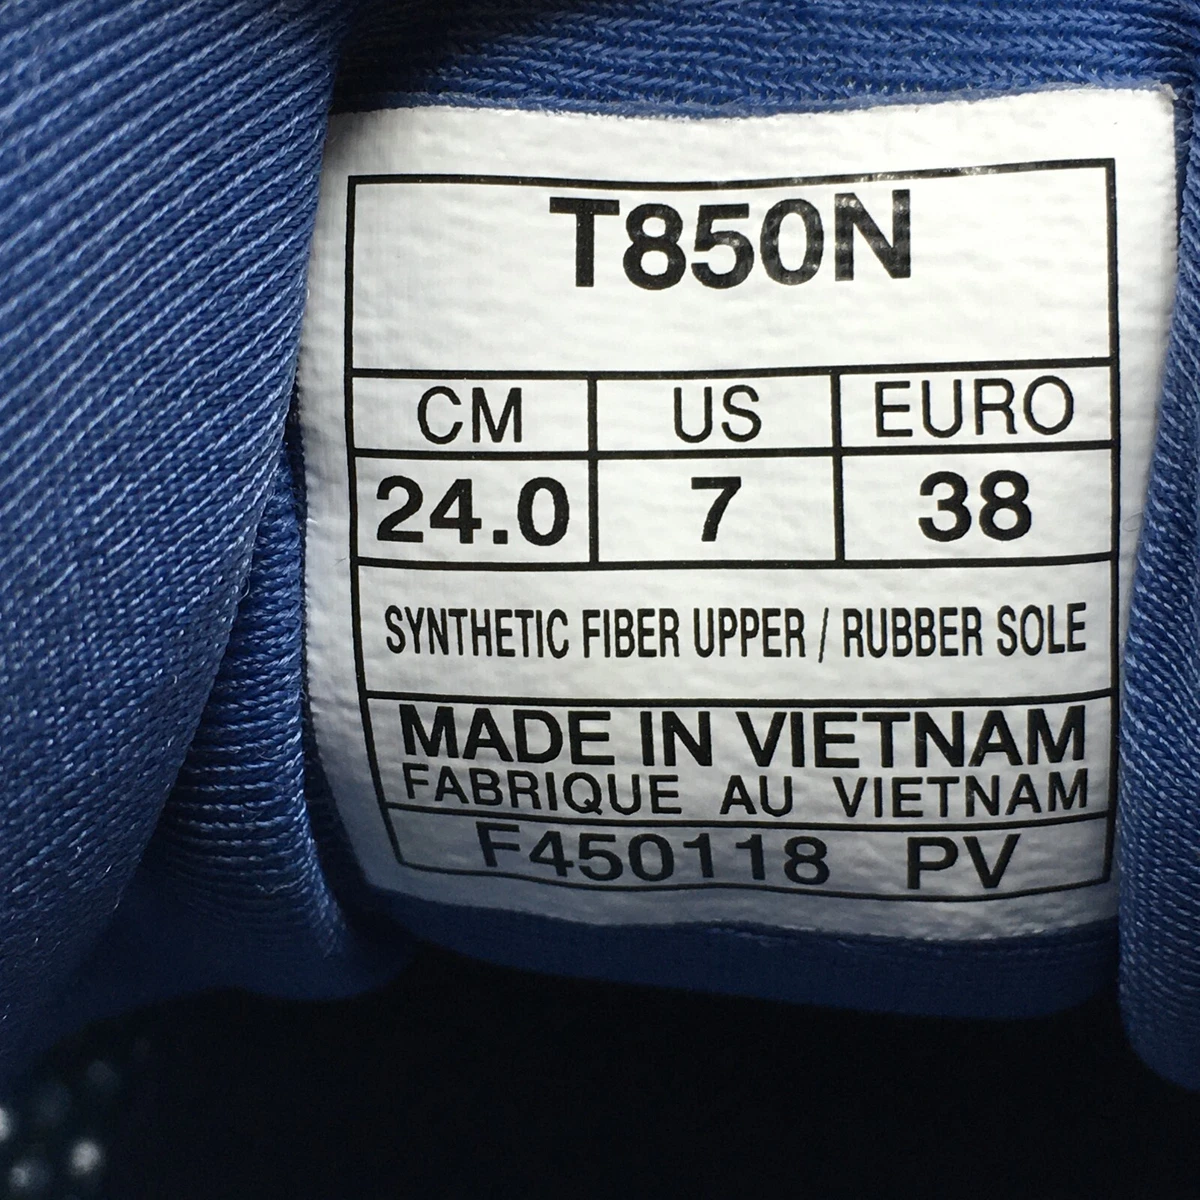 T850N
CM US EURO
24.0 7 38
SYNTHETIC FIBER UPPER / RUBBER SOLE
MADE IN VIETNAM
FABRIQUE AU VIETNAM
F450118 PV